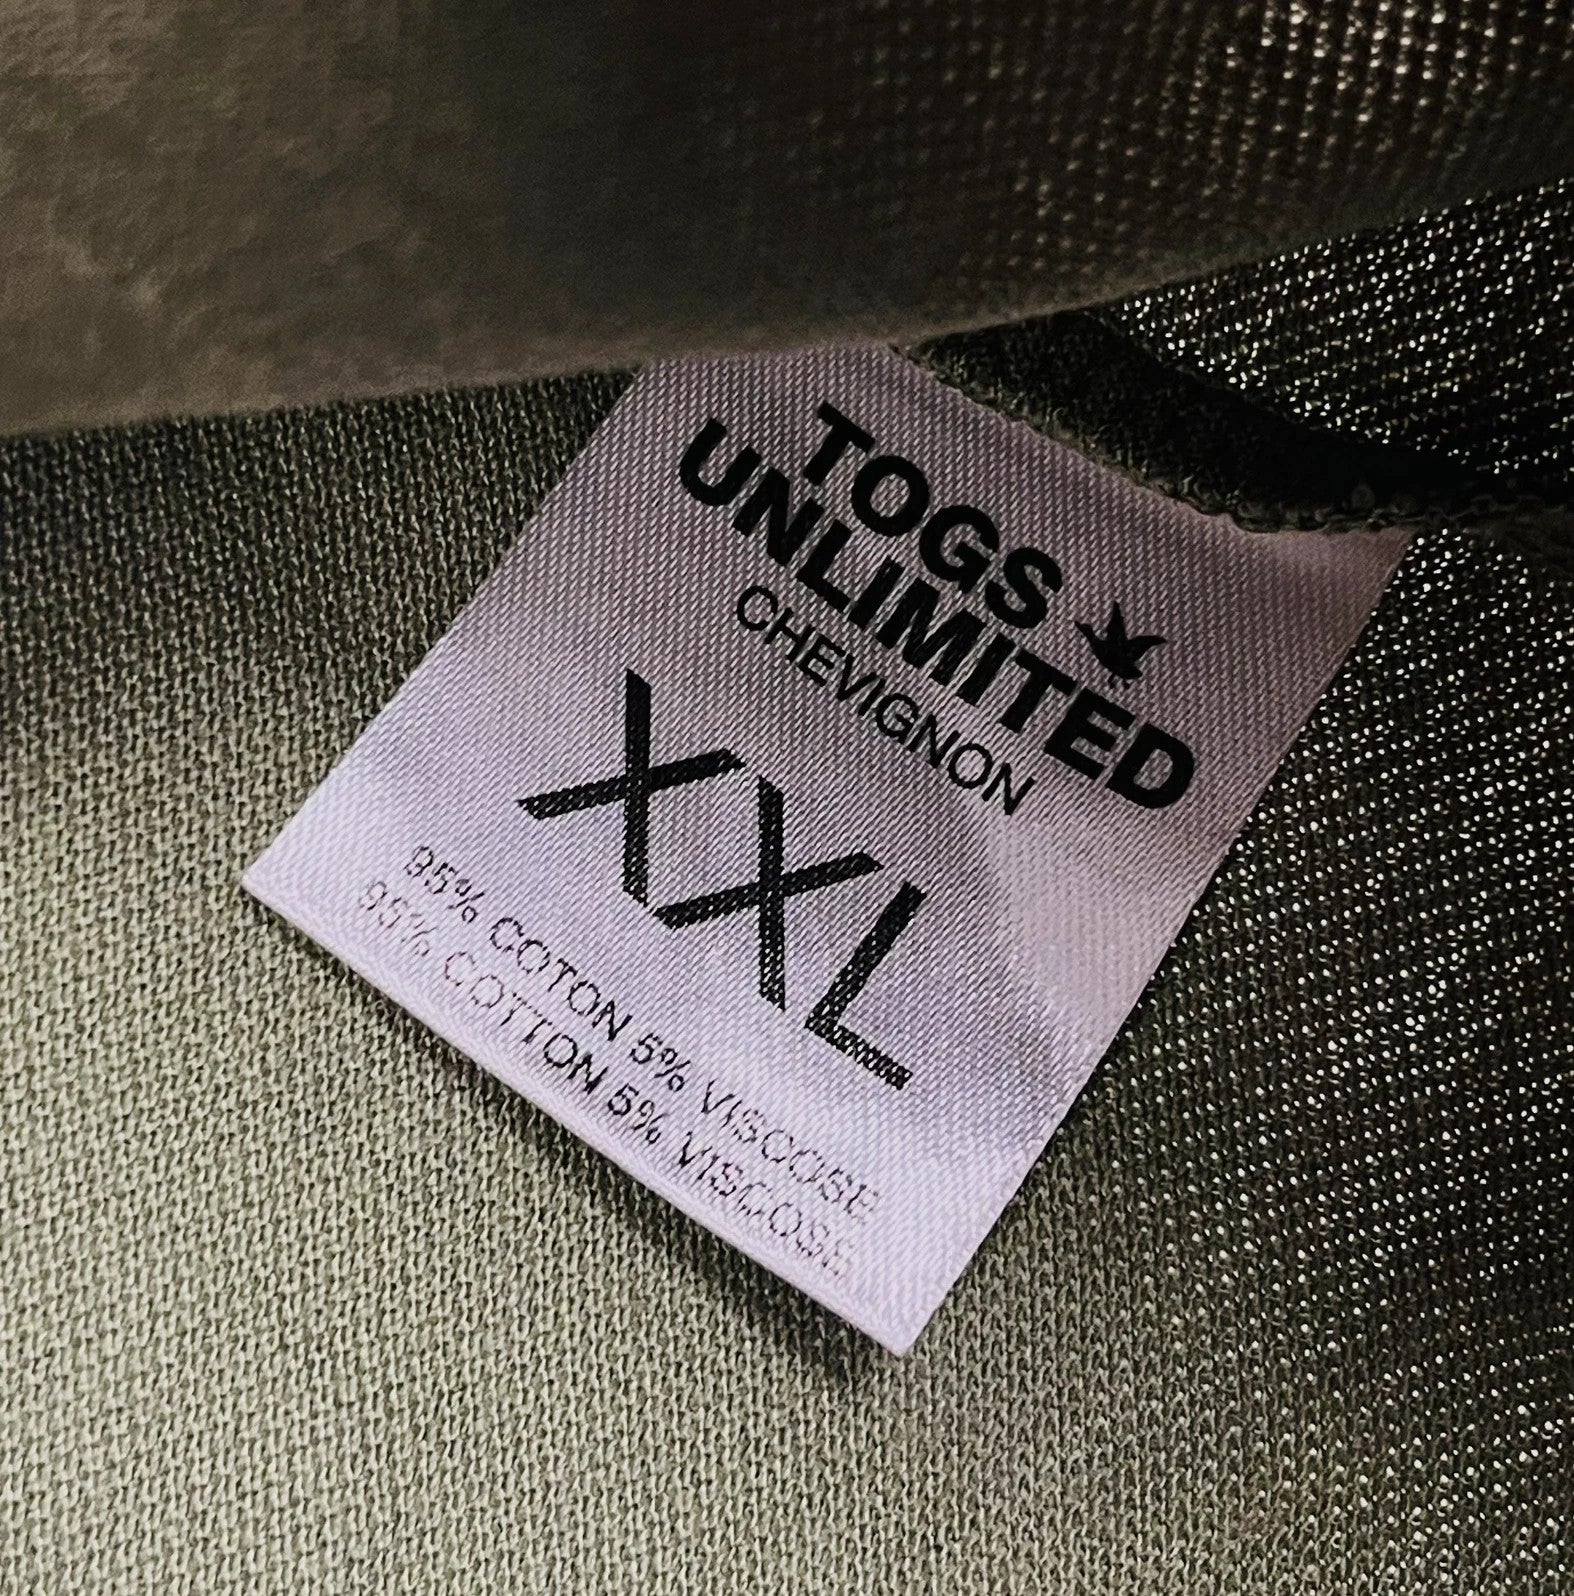 TOGS
UNLIMITED
CHEVIGNON
XXL
95% COTON 5% VISCOSE
95% COTTON 5% VISCOSE